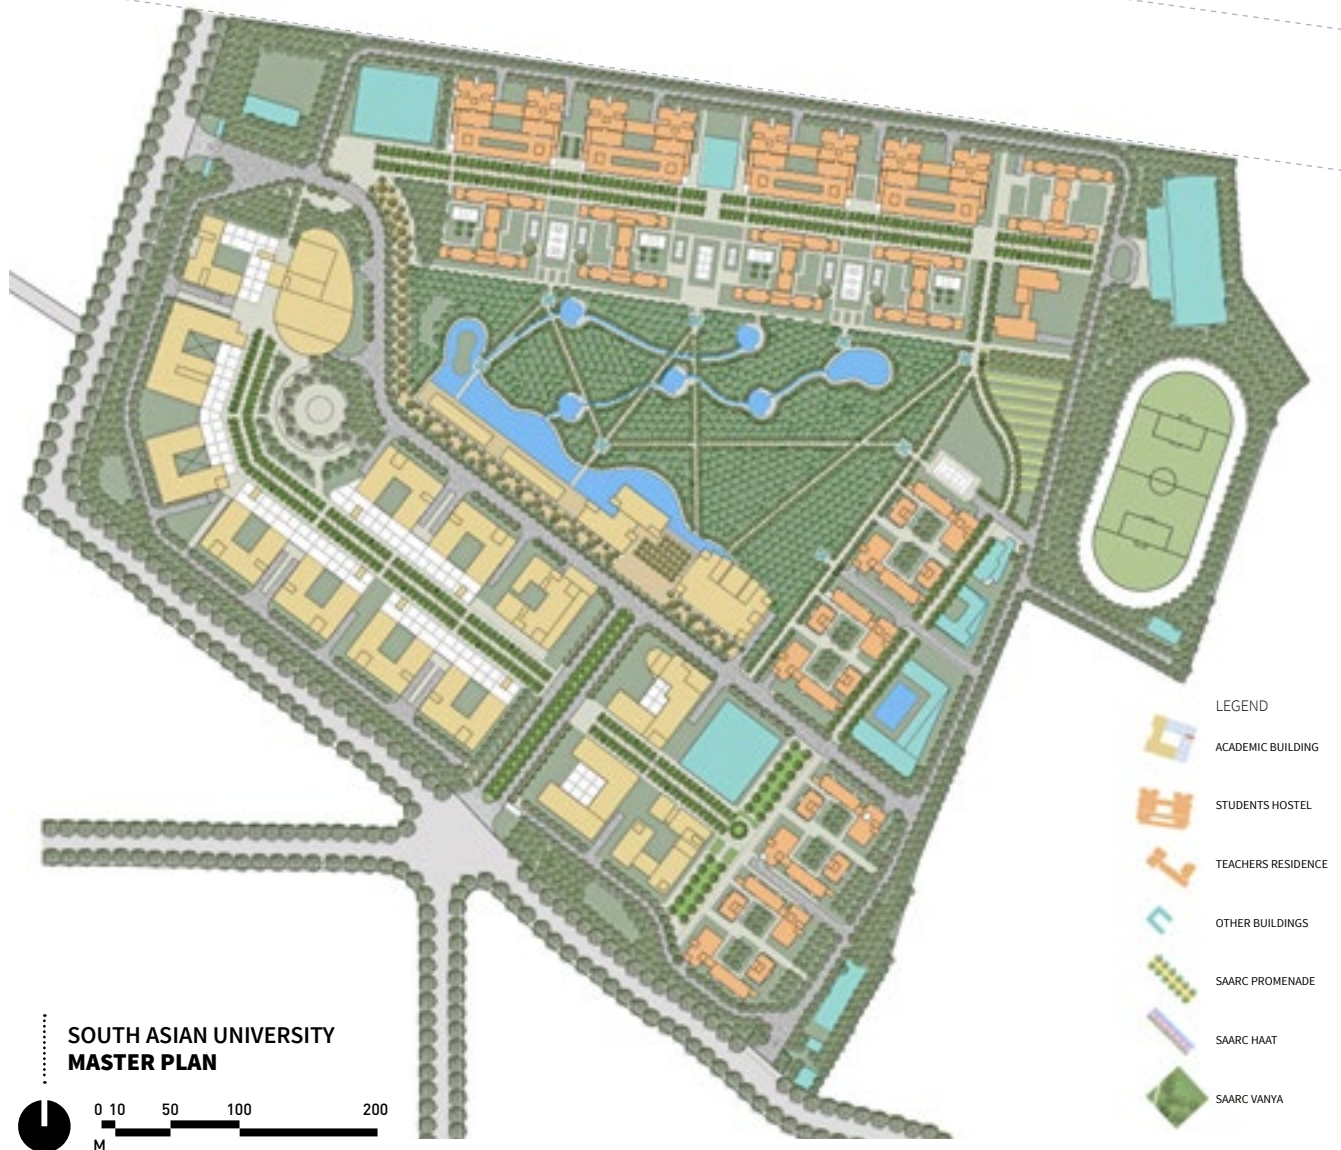 LEGEND
ACADEMIC BUILDING
STUDENTS HOSTEL
TEACHERS RESIDENCE
OTHER BUILDINGS
SAARC PROMENADE
SAARC HAAT
SAARC VANYA
SOUTH ASIAN UNIVERSITY
MASTER PLAN
0 10 50 100 200
M